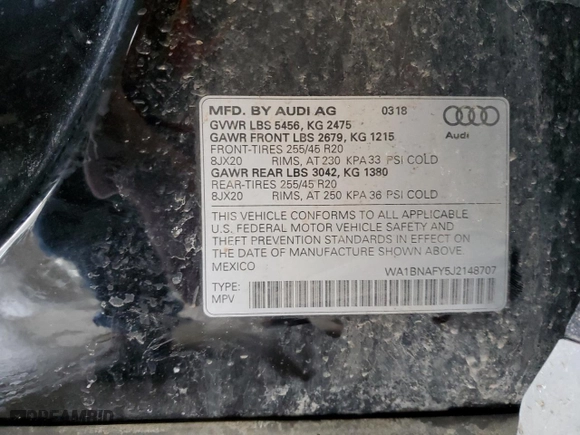 MFD. BY AUDI AG 03 18
GVWR LBS 5456, KG 2475
GAWR FRONT LBS 2679, KG 1215
FRONT-TIRES 255/45 R20
8JX20 RIMS, AT 230 KPA 33 PSI COLD
GAWR REAR LBS 3042, KG 1380
REAR-TIRES 255/45 R20
8JX20 RIMS, AT 250 KPA 36 PSI COLD
Audi
THIS VEHICLE CONFORMS TO ALL APPLICABLE
U.S. FEDERAL MOTOR VEHICLE SAFETY AND
THEFT PREVENTION STANDARDS IN EFFECT ON
THE DATE OF MANUFACTURE SHOWN ABOVE.
MEXICO WA1BNAFY5J2148707
TYPE:
MPV